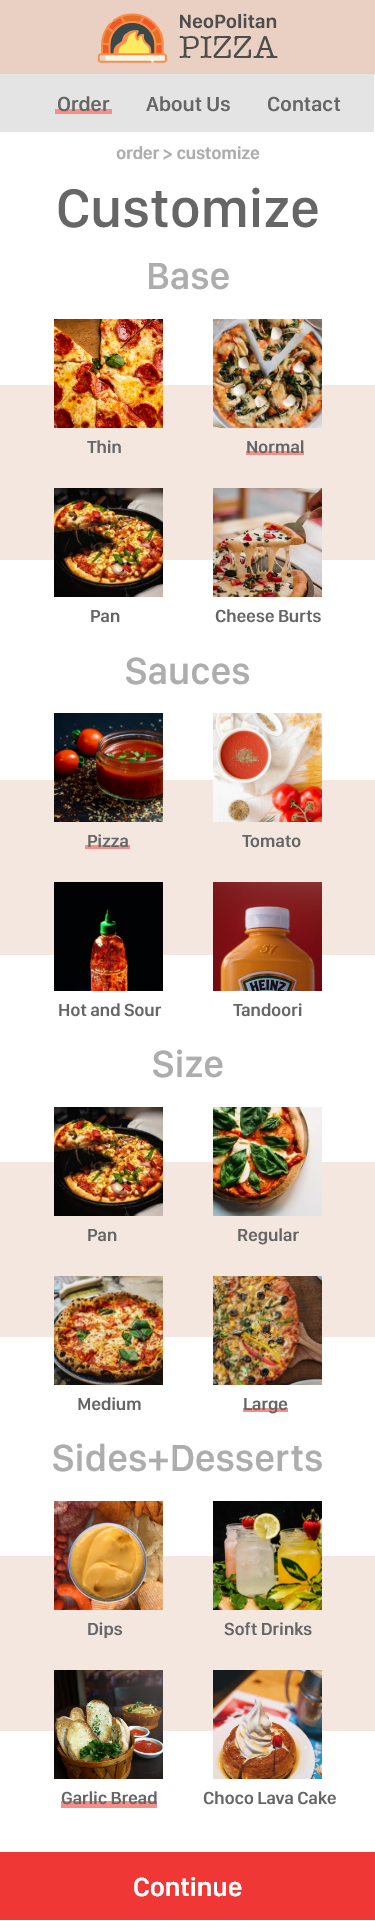 NeoPolitan
PIZZA
Order About Us Contact
order > customize
Customize
Base
Thin Normal
Pan Cheese Burts
Sauces
Pizza Tomato
57
HEINZ
Hot and Sour Tandoori
Size
Pan Regular
Medium Large
Sides+Desserts
Dips Soft Drinks
Garlic Bread Choco Lava Cake
Continue